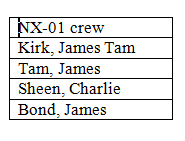 NX-01 crew
Kirk, James Tam
Tam, James
Sheen, Charlie
Bond, James